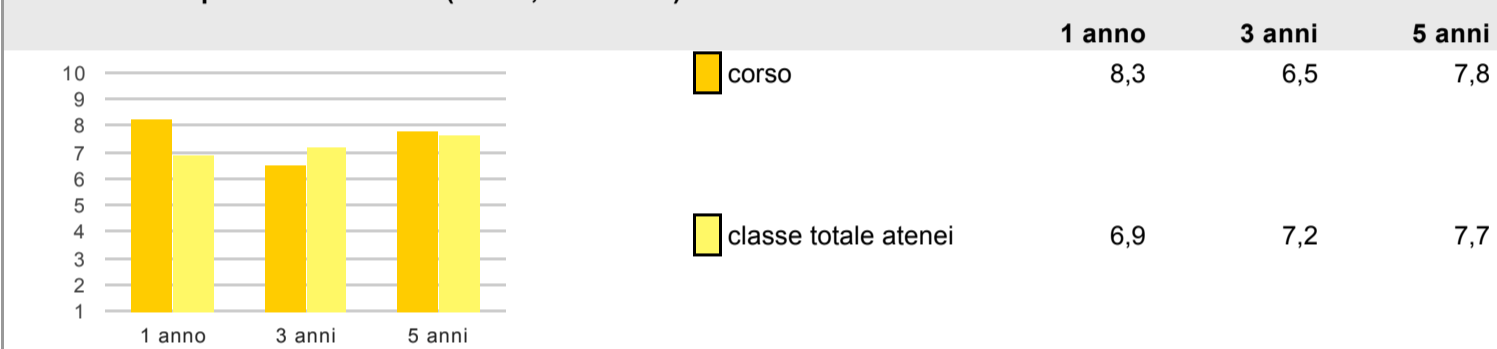 1 anno 3 anni 5 anni
10
9
8
7
6
5
4
3
2
1
1 anno 3 anni 5 anni
corso 8,3 6,5 7,8
classe totale atenei 6,9 7,2 7,7